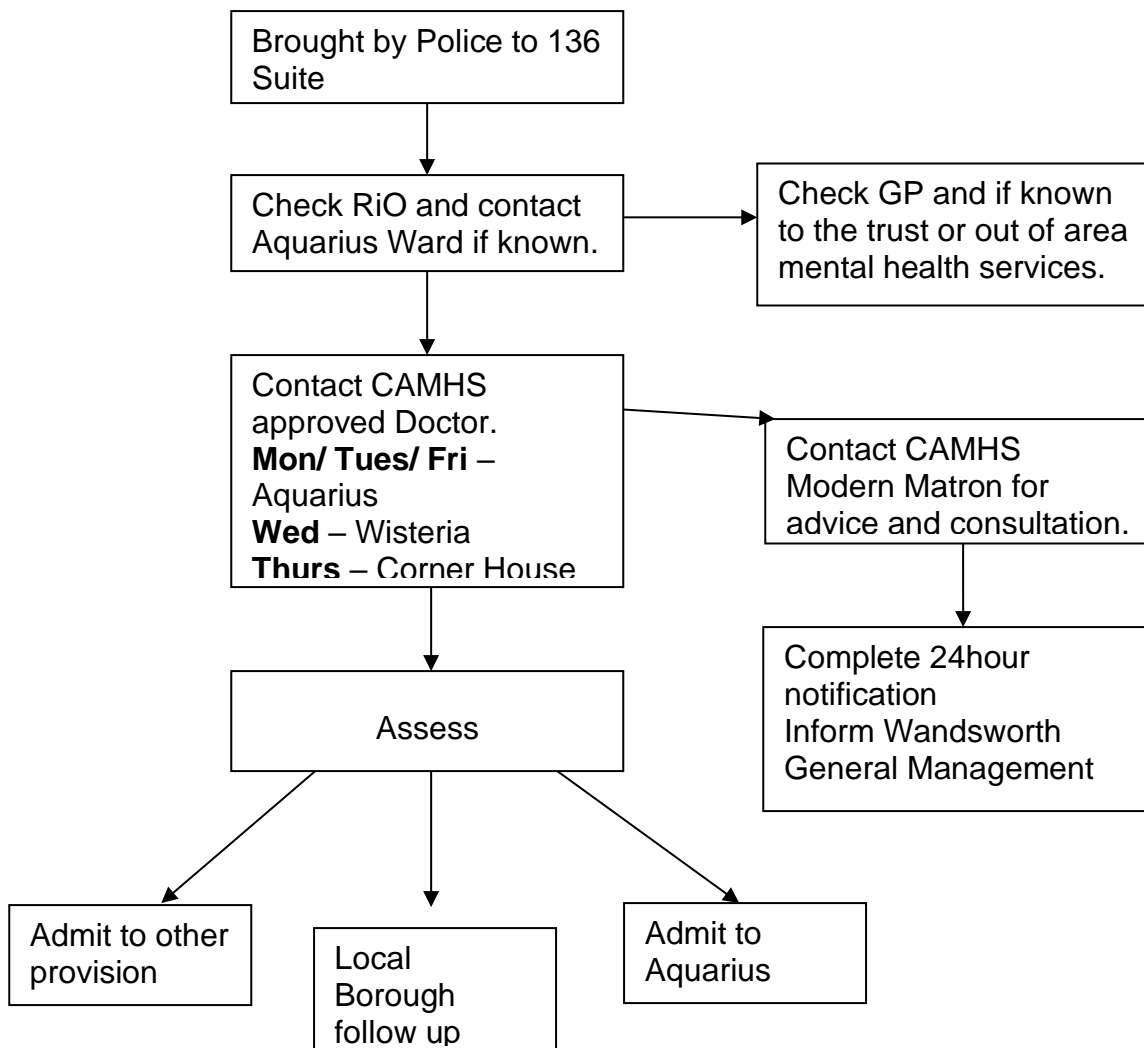 Brought by Police to 136
Suite
Check RiO and contact
Aquarius Ward if known.
Check GP and if known
to the trust or out of area
mental health services.
Contact CAMHS
approved Doctor.
Mon/ Tues/ Fri –
Aquarius
Wed – Wisteria
Thurs – Corner House
Contact CAMHS
Modern Matron for
advice and consultation.
Complete 24hour
notification
Inform Wandsworth
General Management
Assess
Admit to other
provision
Local
Borough
follow up
Admit to
Aquarius